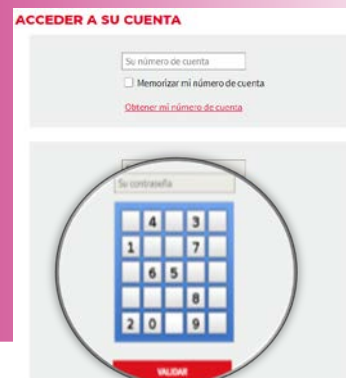 ACCEDER A SU CUENTA
Su número de cuenta
Memorizar mi número de cuenta
Obtener mi número de cuenta
Su contraseña
4 3
1 7
6 5
8
2 0 9
VALIDAR